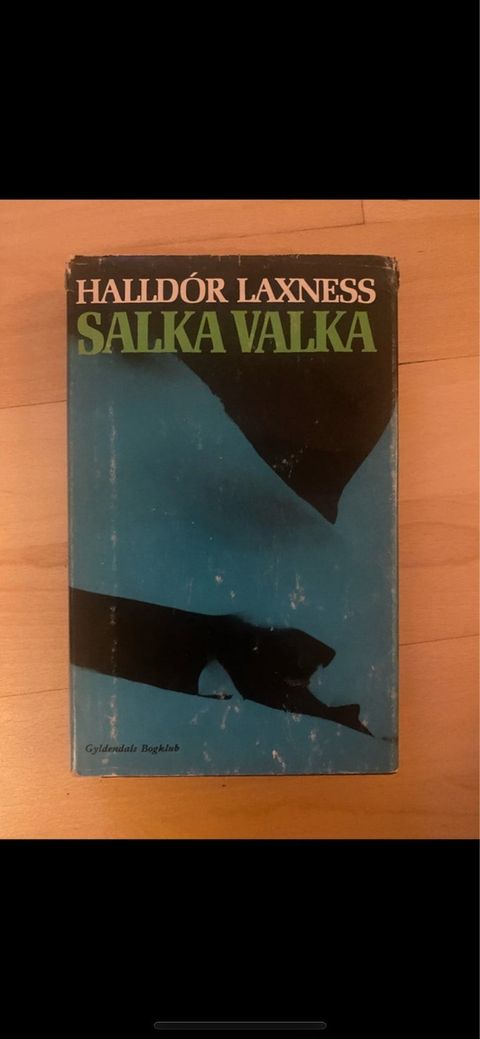 HALLDÓR LAXNESS
SALKA VALKA
Gyldendals Bogklub